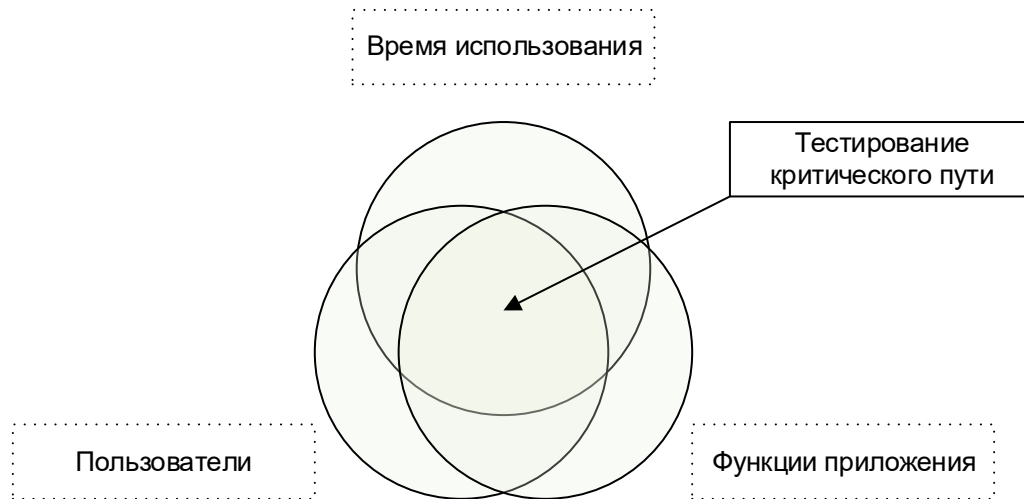 Время использования
Тестирование
критического пути
Пользователи
Функции приложения